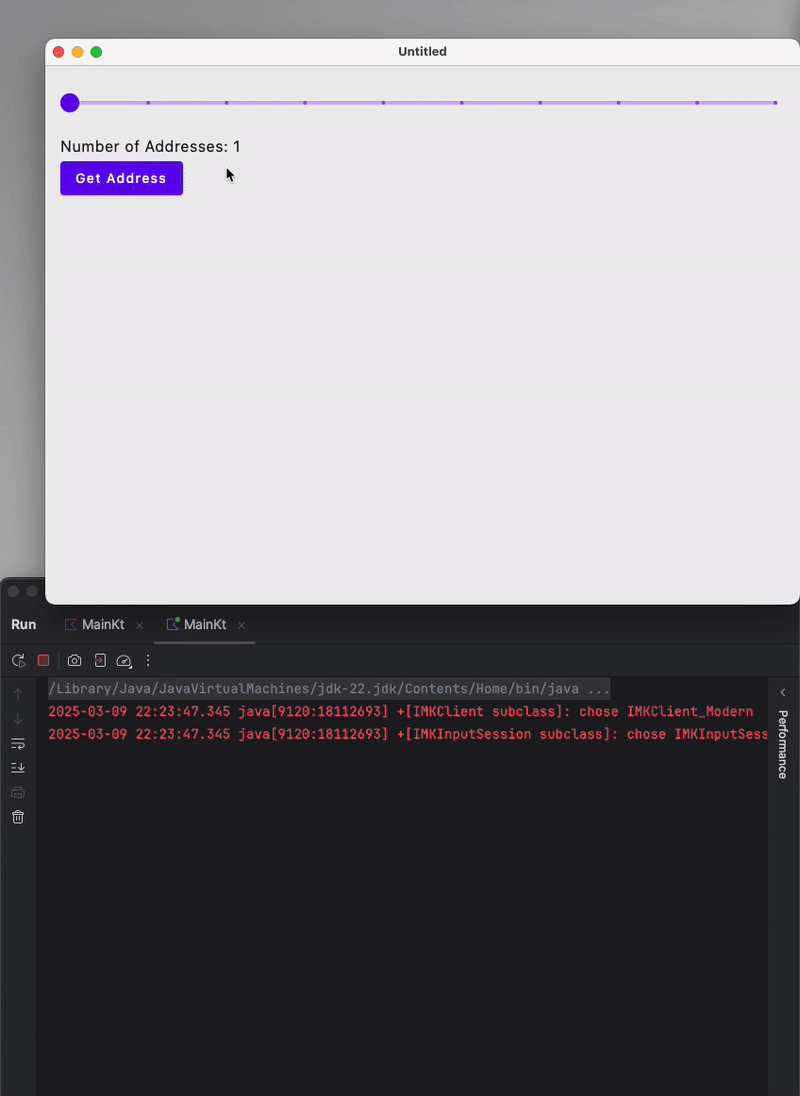 Untitled
Number of Addresses: 1
Get Address
Run
MainKt
MainKt
/Library/Java/JavaVirtualMachines/jdk-22.jdk/Contents/Home/bin/java ...
2025-03-09 22:23:47.345 java[9120:18112693] +[IMKClient subclass]: chose IMKClient_Modern
2025-03-09 22:23:47.345 java[9120:18112693] +[IMKInputSession subclass]: chose IMKInputSess
Performance